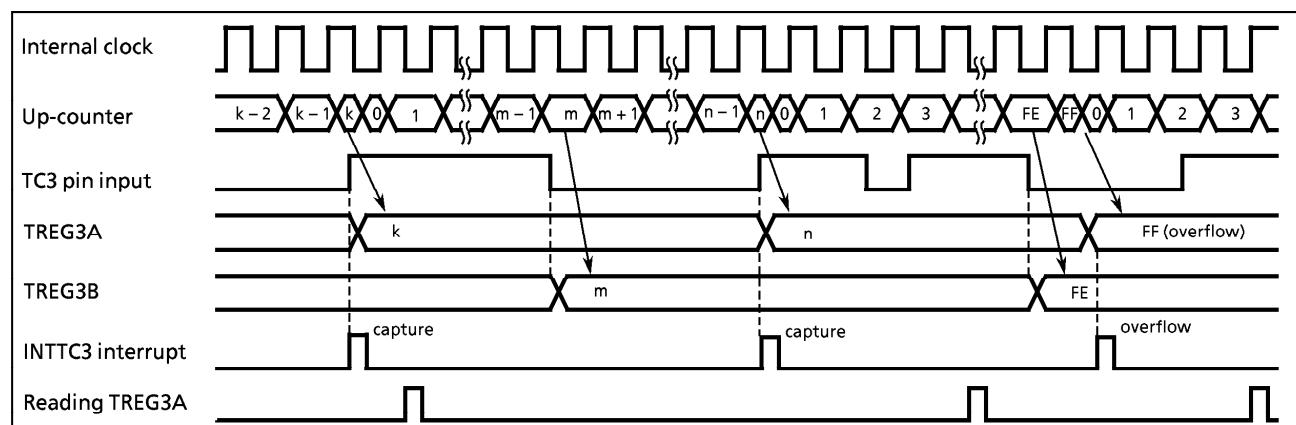 Internal clock
Up-counter k – 2 k – 1 k 0 1 m – 1 m m + 1 n – 1 n 0 1 2 3 FE FF 0 1 2 3
TC3 pin input
TREG3A k n FF (overflow)
TREG3B m FE
capture capture overflow
INTTC3 interrupt
Reading TREG3A